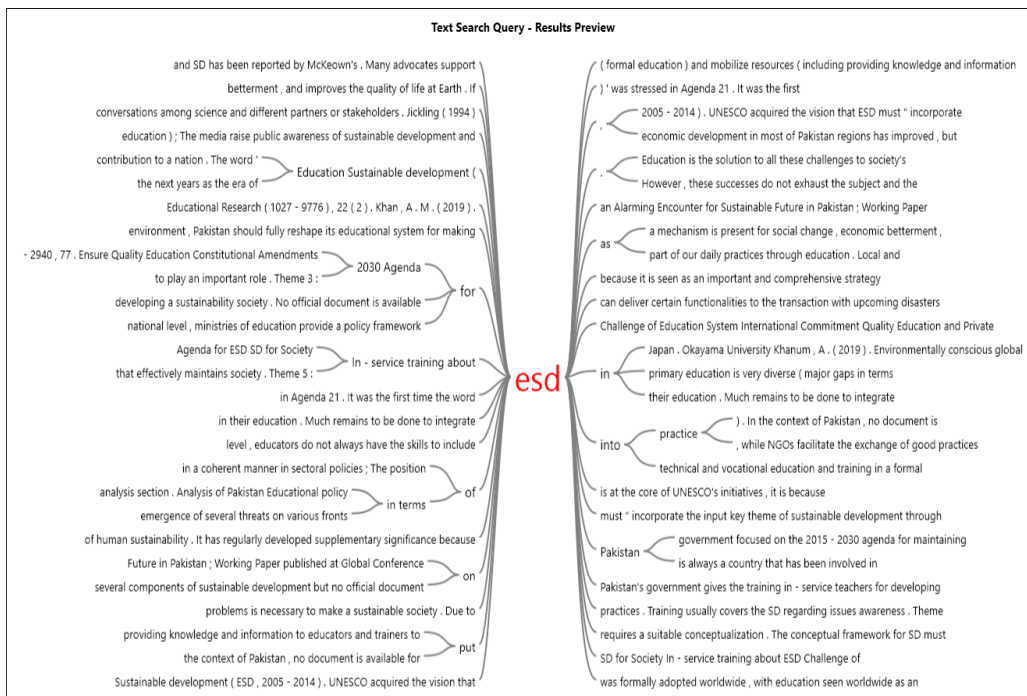 Text Search Query - Results Preview
and SD has been reported by McKeown's . Many advocates support
betterment , and improves the quality of life at Earth . If
conversations among science and different partners or stakeholders . Jickling ( 1994 )
education ) ; The media raise public awareness of sustainable development and
contribution to a nation . The word '
the next years as the era of
Education Sustainable development (
Educational Research ( 1027 - 9776 ) , 22 ( 2 ) . Khan , A . M . ( 2019 ) .
environment , Pakistan should fully reshape its educational system for making
- 2940 , 77 . Ensure Quality Education Constitutional Amendments
to play an important role . Theme 3 :
2030 Agenda
developing a sustainability society . No official document is available
national level , ministries of education provide a policy framework
for
Agenda for ESD SD for Society
that effectively maintains society . Theme 5 :
In - service training about
in Agenda 21 . It was the first time the word
in their education . Much remains to be done to integrate
level , educators do not always have the skills to include
in a coherent manner in sectoral policies ; The position
analysis section . Analysis of Pakistan Educational policy
emergence of several threats on various fronts
in terms
of
of human sustainability . It has regularly developed supplementary significance because
Future in Pakistan ; Working Paper published at Global Conference
several components of sustainable development but no official document
on
problems is necessary to make a sustainable society . Due to
providing knowledge and information to educators and trainers to
the context of Pakistan , no document is available for
put
Sustainable development ( ESD , 2005 - 2014 ) . UNESCO acquired the vision that
esd
( formal education ) and mobilize resources ( including providing knowledge and information
) ' was stressed in Agenda 21 . It was the first
,
2005 - 2014 ) . UNESCO acquired the vision that ESD must " incorporate
economic development in most of Pakistan regions has improved , but
.
Education is the solution to all these challenges to society's
However , these successes do not exhaust the subject and the
an Alarming Encounter for Sustainable Future in Pakistan ; Working Paper
as
a mechanism is present for social change , economic betterment ,
part of our daily practices through education . Local and
because it is seen as an important and comprehensive strategy
can deliver certain functionalities to the transaction with upcoming disasters
Challenge of Education System International Commitment Quality Education and Private
in
Japan . Okayama University Khanum , A . ( 2019 ) . Environmentally conscious global
primary education is very diverse ( major gaps in terms
their education . Much remains to be done to integrate
into
practice
) . In the context of Pakistan , no document is
, while NGOs facilitate the exchange of good practices
technical and vocational education and training in a formal
is at the core of UNESCO's initiatives , it is because
must " incorporate the input key theme of sustainable development through
Pakistan
government focused on the 2015 - 2030 agenda for maintaining
is always a country that has been involved in
Pakistan's government gives the training in - service teachers for developing
practices . Training usually covers the SD regarding issues awareness . Theme
requires a suitable conceptualization . The conceptual framework for SD must
SD for Society In - service training about ESD Challenge of
was formally adopted worldwide , with education seen worldwide as an